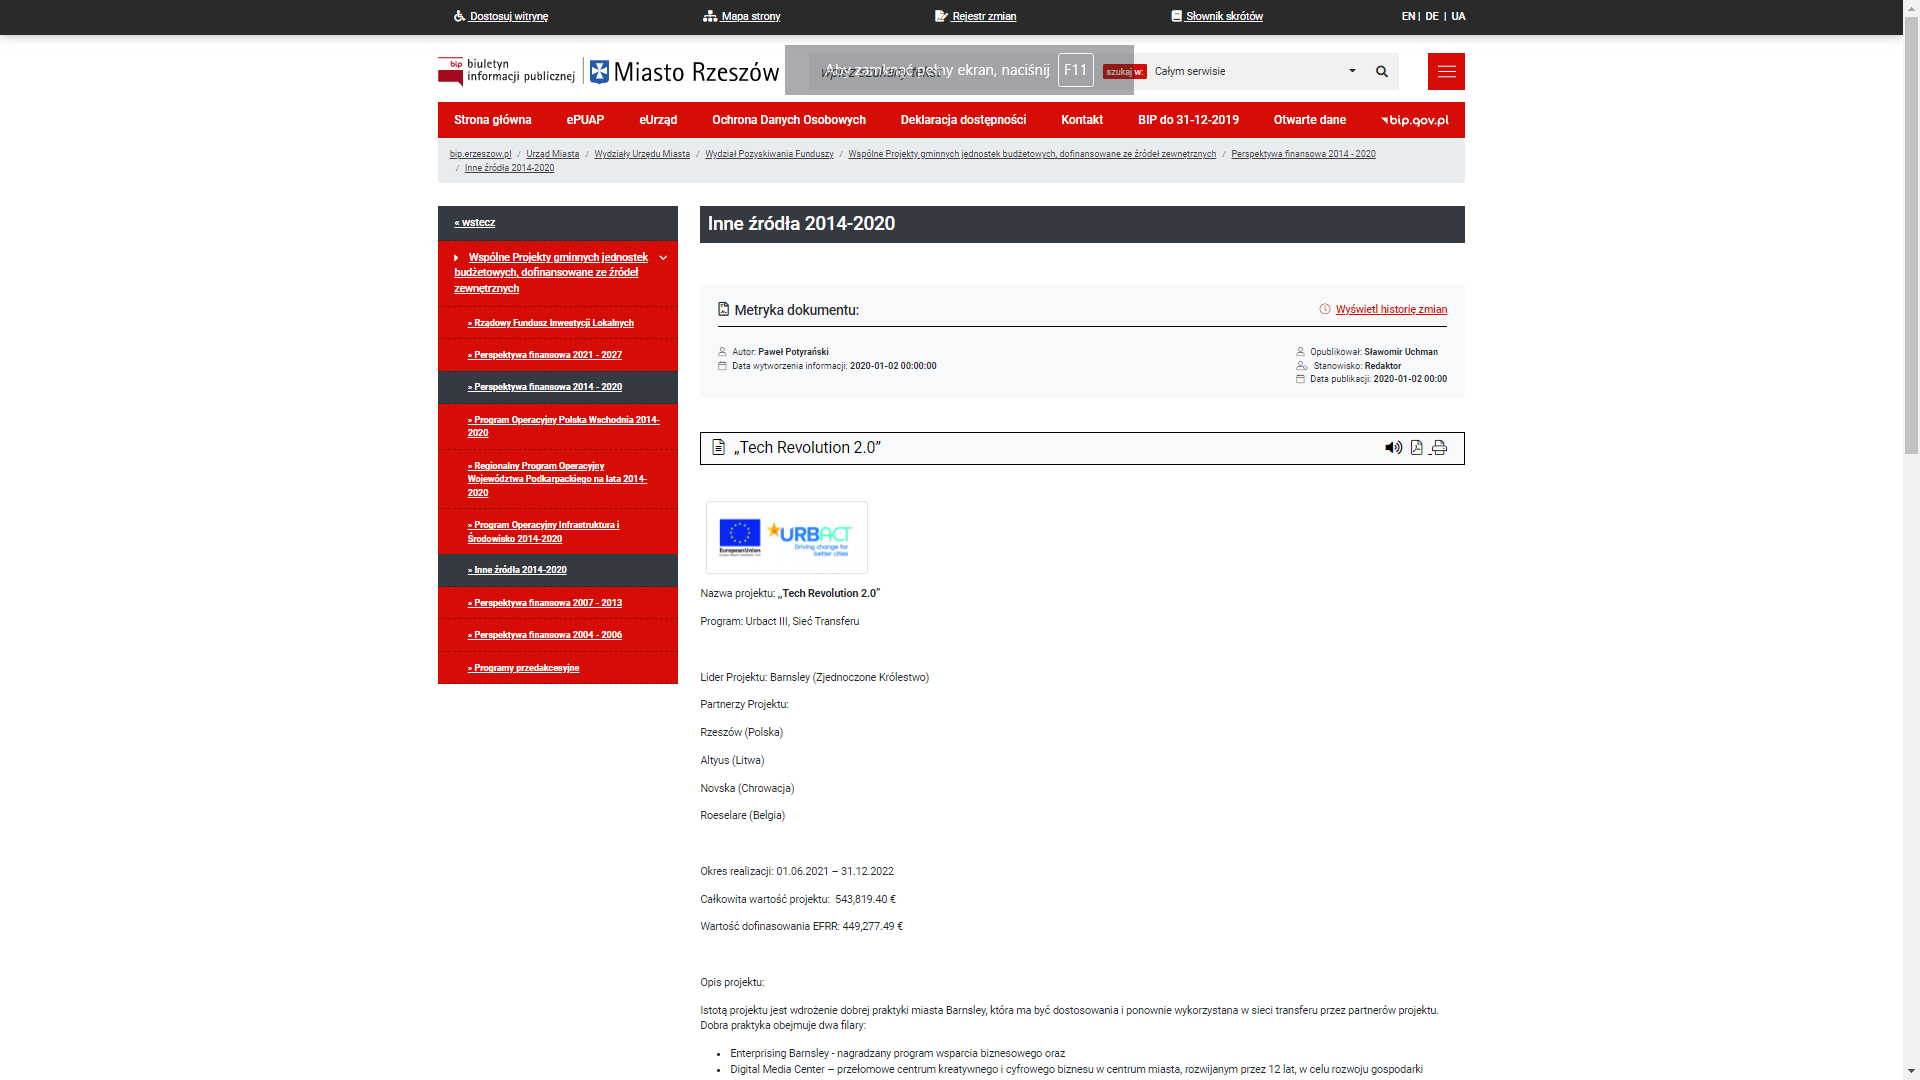 Dostosuj witrynę
Mapa strony
Rejestr zmian
Słownik skrótów
EN | DE | UA
bip biuletyn informacji publicznej
Miasto Rzeszów
Aby zamknąć pełny ekran, naciśnij F11
szukaj w: Całym serwisie
Strona główna
ePUAP
eUrząd
Ochrona Danych Osobowych
Deklaracja dostępności
Kontakt
BIP do 31-12-2019
Otwarte dane
bip.gov.pl
bip.erzeszow.pl / Urząd Miasta / Wydziały Urzędu Miasta / Wydział Pozyskiwania Funduszy / Wspólne Projekty gminnych jednostek budżetowych, dofinansowane ze źródeł zewnętrznych / Perspektywa finansowa 2014 - 2020
/ Inne źródła 2014-2020
« wstecz
Wspólne Projekty gminnych jednostek
budżetowych, dofinansowane ze źródeł
zewnętrznych
» Rządowy Fundusz Inwestycji Lokalnych
» Perspektywa finansowa 2021 - 2027
» Perspektywa finansowa 2014 - 2020
» Program Operacyjny Polska Wschodnia 2014-
2020
» Regionalny Program Operacyjny
Województwa Podkarpackiego na lata 2014-
2020
» Program Operacyjny Infrastruktura i
Środowisko 2014-2020
» Inne źródła 2014-2020
» Perspektywa finansowa 2007 - 2013
» Perspektywa finansowa 2004 - 2006
» Programy przedakcesyjne
Inne źródła 2014-2020
Metryka dokumentu:
Wyświetl historię zmian
Autor: Paweł Potyrański
Data wytworzenia informacji: 2020-01-02 00:00:00
Opublikował: Sławomir Uchman
Stanowisko: Redaktor
Data publikacji: 2020-01-02 00:00
„Tech Revolution 2.0”
European Union
URBACT
Driving change for
better cities
Nazwa projektu: „Tech Revolution 2.0”
Program: Urbact III, Sieć Transferu
Lider Projektu: Barnsley (Zjednoczone Królestwo)
Partnerzy Projektu:
Rzeszów (Polska)
Altyus (Litwa)
Novska (Chrowacja)
Roeselare (Belgia)
Okres realizacji: 01.06.2021 – 31.12.2022
Całkowita wartość projektu:  543,819.40 €
Wartość dofinasowania EFRR: 449,277.49 €
Opis projektu:
Istotą projektu jest wdrożenie dobrej praktyki miasta Barnsley, która ma być dostosowania i ponownie wykorzystana w sieci transferu przez partnerów projektu.
Dobra praktyka obejmuje dwa filary:
• Enterprising Barnsley - nagradzany program wsparcia biznesowego oraz
• Digital Media Center – przełomowe centrum kreatywnego i cyfrowego biznesu w centrum miasta, rozwijanym przez 12 lat, w celu rozwoju gospodarki